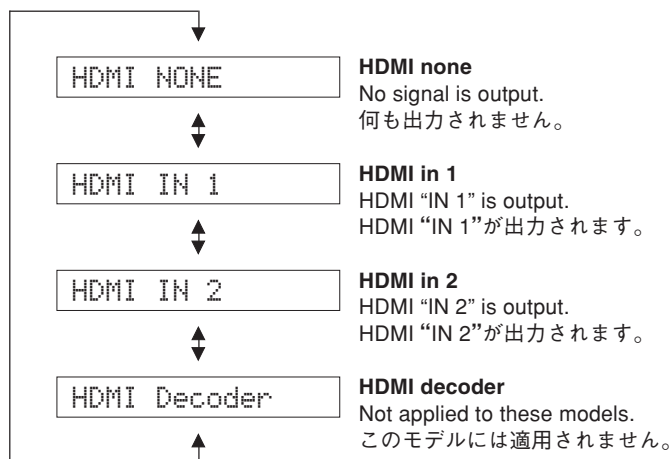 HDMI NONE
HDMI none
No signal is output.
何も出力されません。
HDMI IN 1
HDMI in 1
HDMI “IN 1” is output.
HDMI “IN 1”が出力されます。
HDMI IN 2
HDMI in 2
HDMI “IN 2” is output.
HDMI “IN 2”が出力されます。
HDMI Decoder
HDMI decoder
Not applied to these models.
このモデルには適用されません。